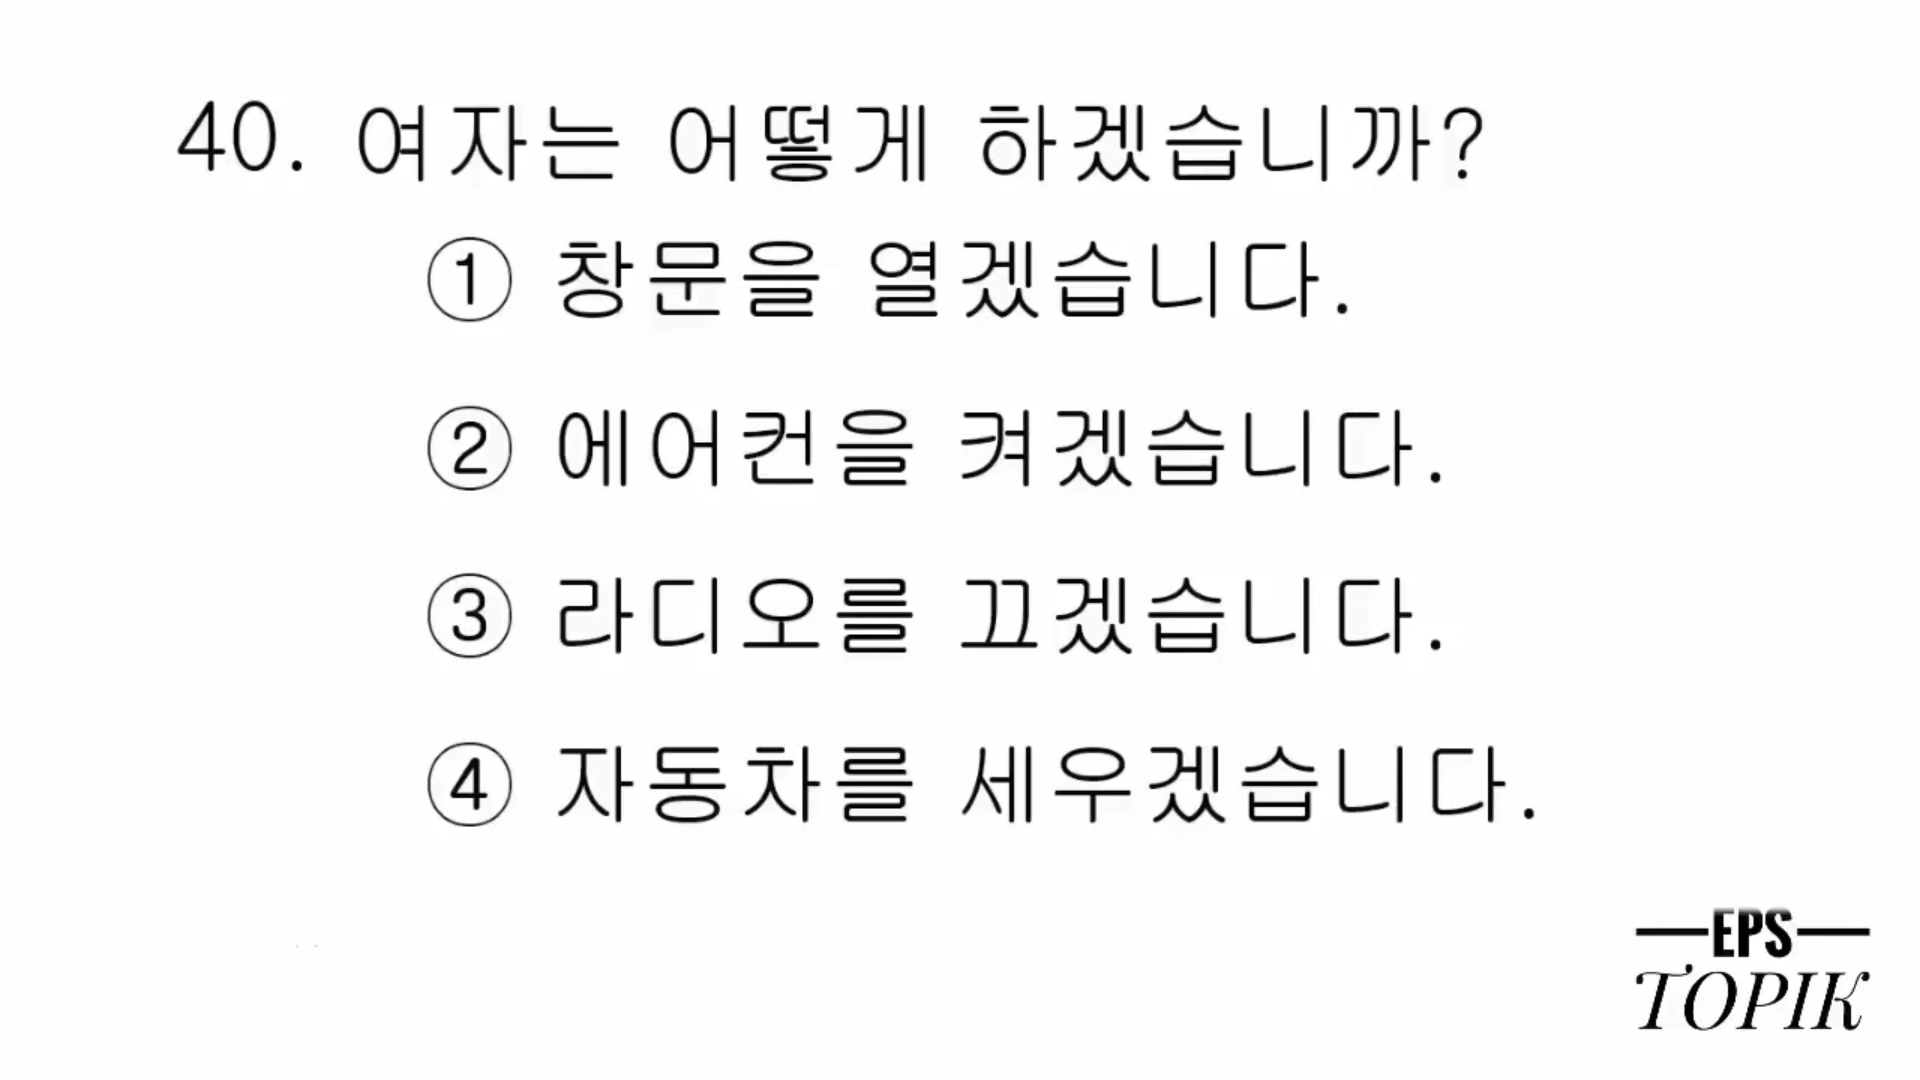 40. 여자는 어떻게 하겠습니까?
① 창문을 열겠습니다.
② 에어컨을 켜겠습니다.
③ 라디오를 끄겠습니다.
④ 자동차를 세우겠습니다.
EPS
TOPIK